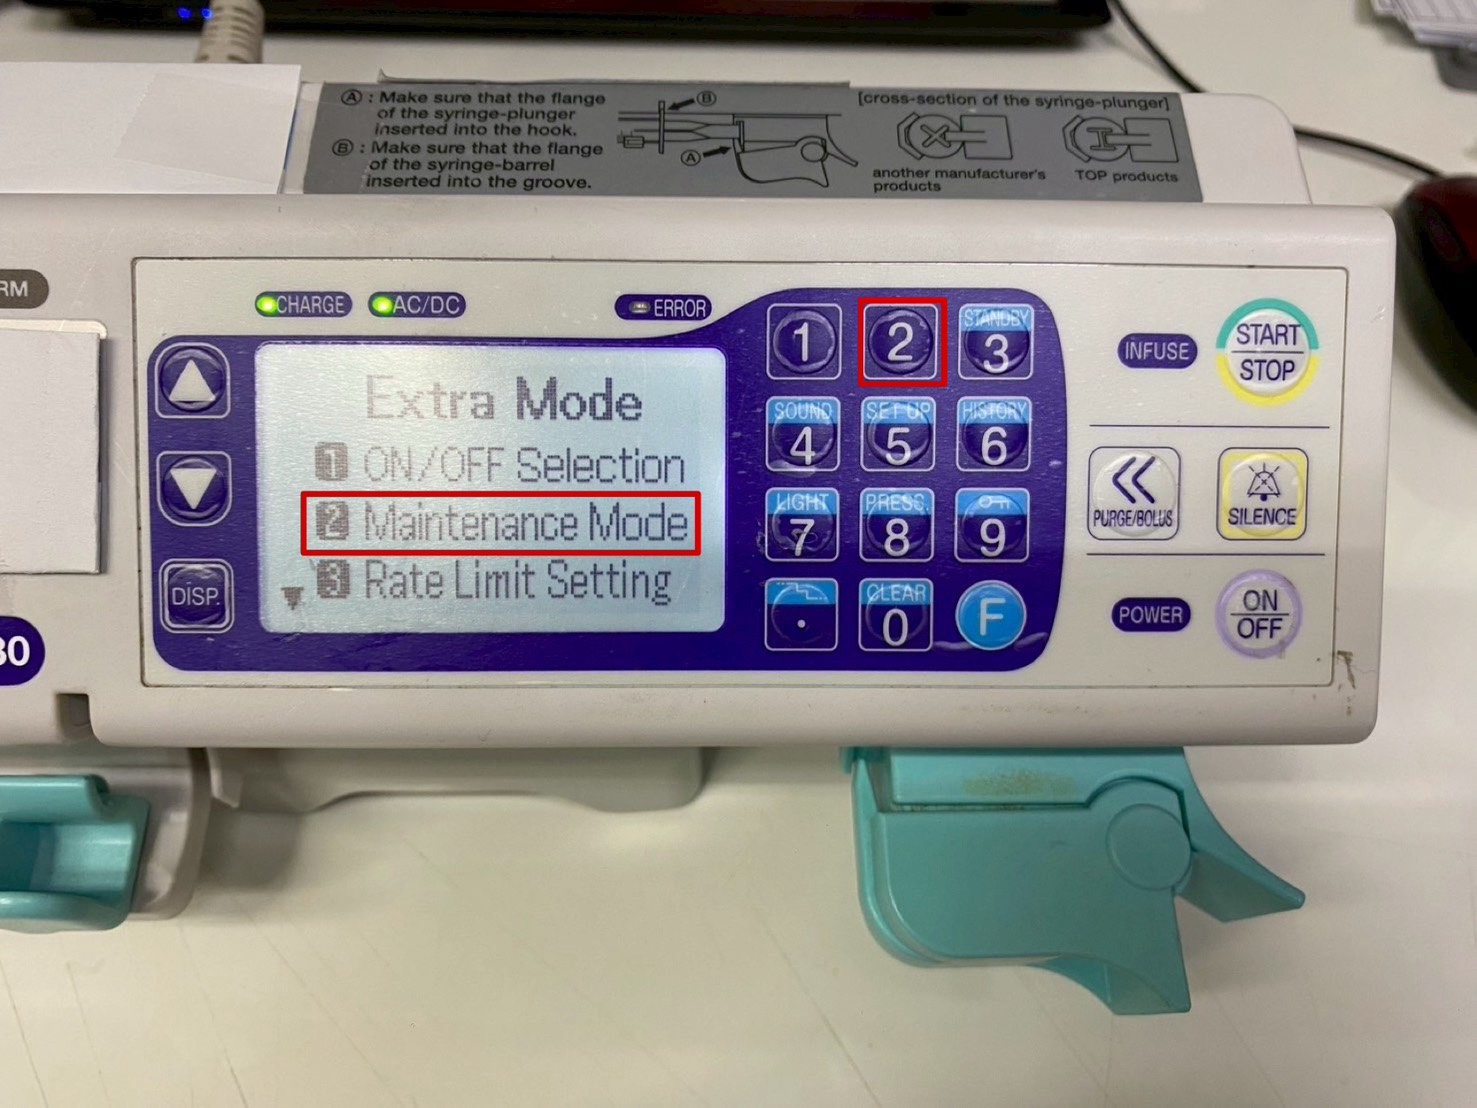 Ⓐ : Make sure that the flange
of the syringe-plunger
inserted into the hook.
Ⓑ : Make sure that the flange
of the syringe-barrel
inserted into the groove.
Ⓑ
Ⓐ
[cross-section of the syringe-plunger]
another manufacturer's
products
TOP products
RM
CHARGE
AC/DC
ERROR
Extra Mode
1 ON/OFF Selection
2 Maintenance Mode
3 Rate Limit Setting
DISP.
30
1
2
STANDBY
3
SOUND
4
SET UP
5
HISTORY
6
LIGHT
7
PRESS.
8
9
.
CLEAR
0
F
INFUSE
START
STOP
PURGE/BOLUS
SILENCE
POWER
ON
OFF